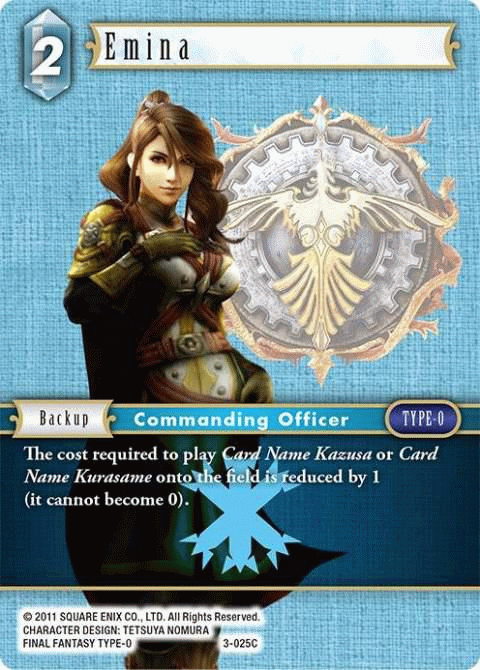 2
Emina
Backup
Commanding Officer
TYPE-0
The cost required to play Card Name Kazusa or Card
Name Kurasame onto the field is reduced by 1
(it cannot become 0).
© 2011 SQUARE ENIX CO., LTD. All Rights Reserved.
CHARACTER DESIGN: TETSUYA NOMURA
FINAL FANTASY TYPE-0
3-025C